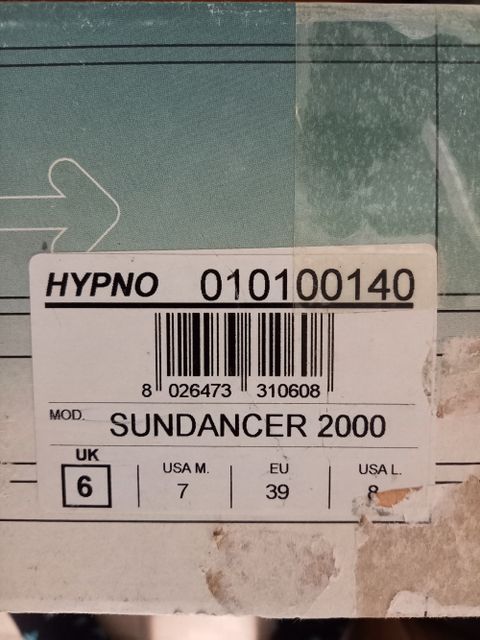 HYPNO 010100140
8 026473 310608
MOD. SUNDANCER 2000
UK USA M. EU USA L.
6 7 39 8